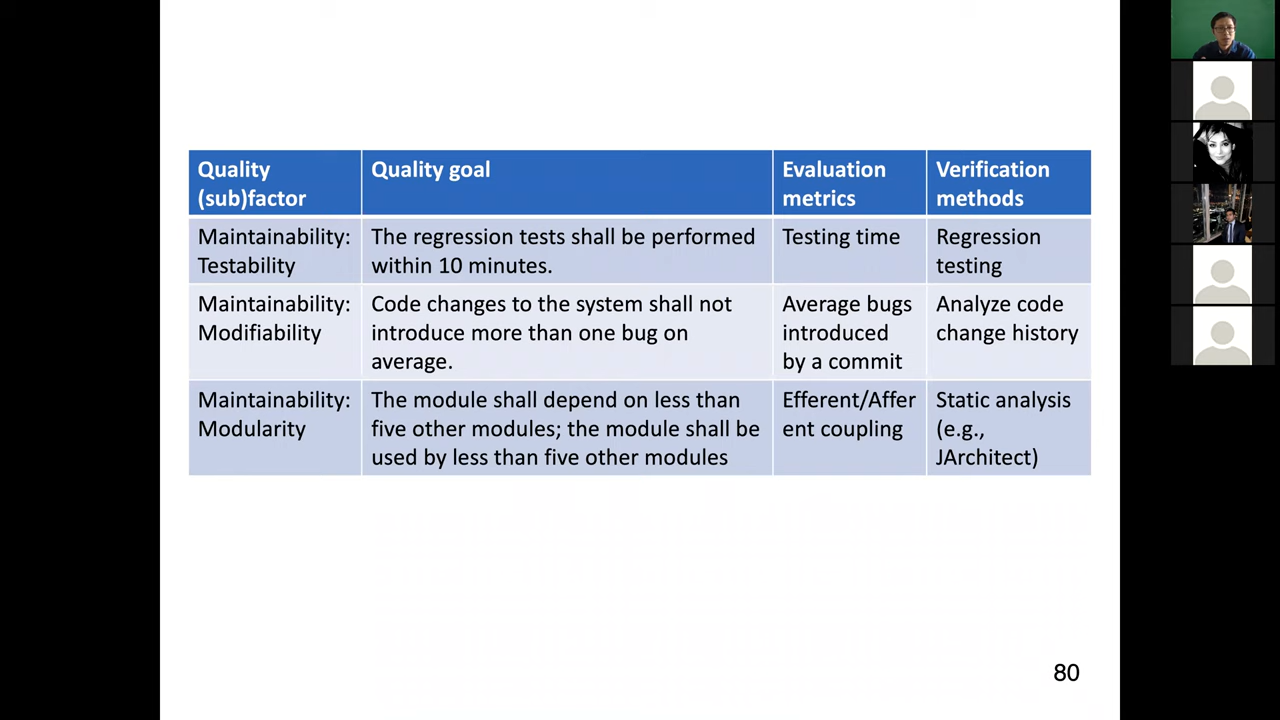 Quality
(sub)factor
Quality goal
Evaluation
metrics
Verification
methods
Maintainability:
Testability
The regression tests shall be performed
within 10 minutes.
Testing time
Regression
testing
Maintainability:
Modifiability
Code changes to the system shall not
introduce more than one bug on
average.
Average bugs
introduced
by a commit
Analyze code
change history
Maintainability:
Modularity
The module shall depend on less than
five other modules; the module shall be
used by less than five other modules
Efferent/Affer
ent coupling
Static analysis
(e.g.,
JArchitect)
80